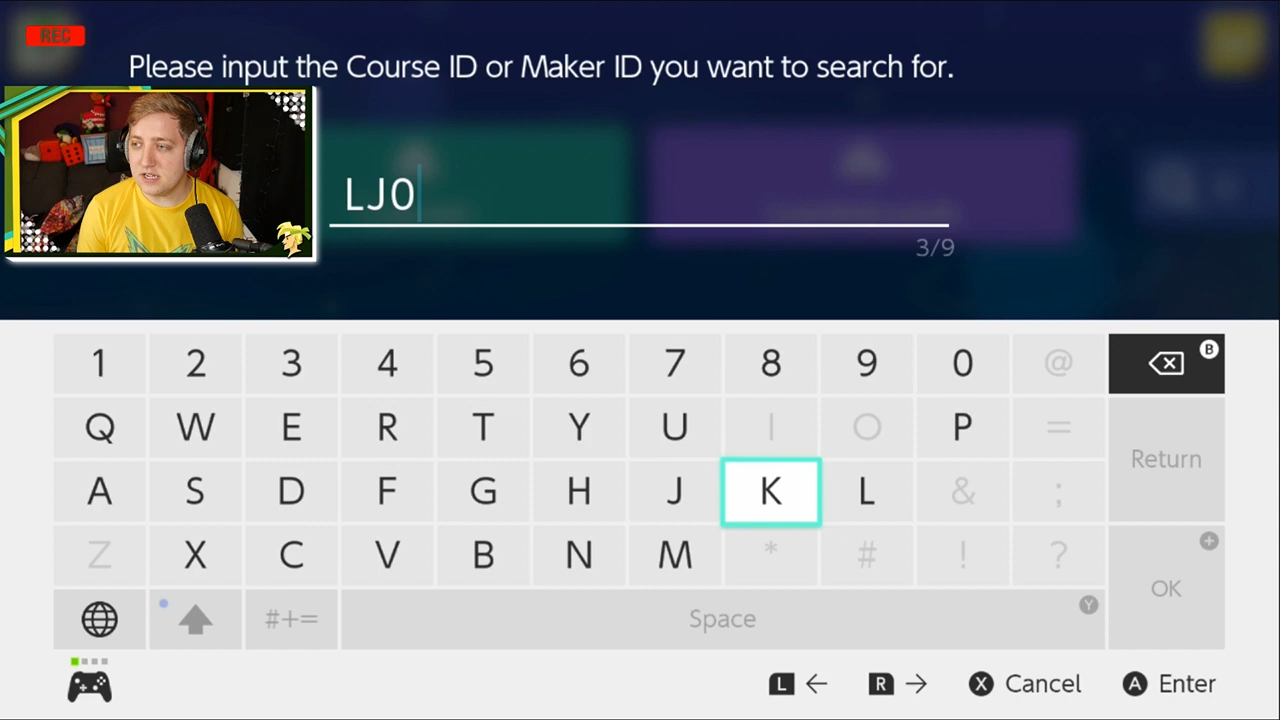 REC
Please input the Course ID or Maker ID you want to search for.
LJ0
3/9
1 2 3 4 5 6 7 8 9 0 @ B
Q W E R T Y U I O P = Return
A S D F G H J K L & ;
Z X C V B N M * # ! ? + OK
#+= Space Y
L ← R → X Cancel A Enter